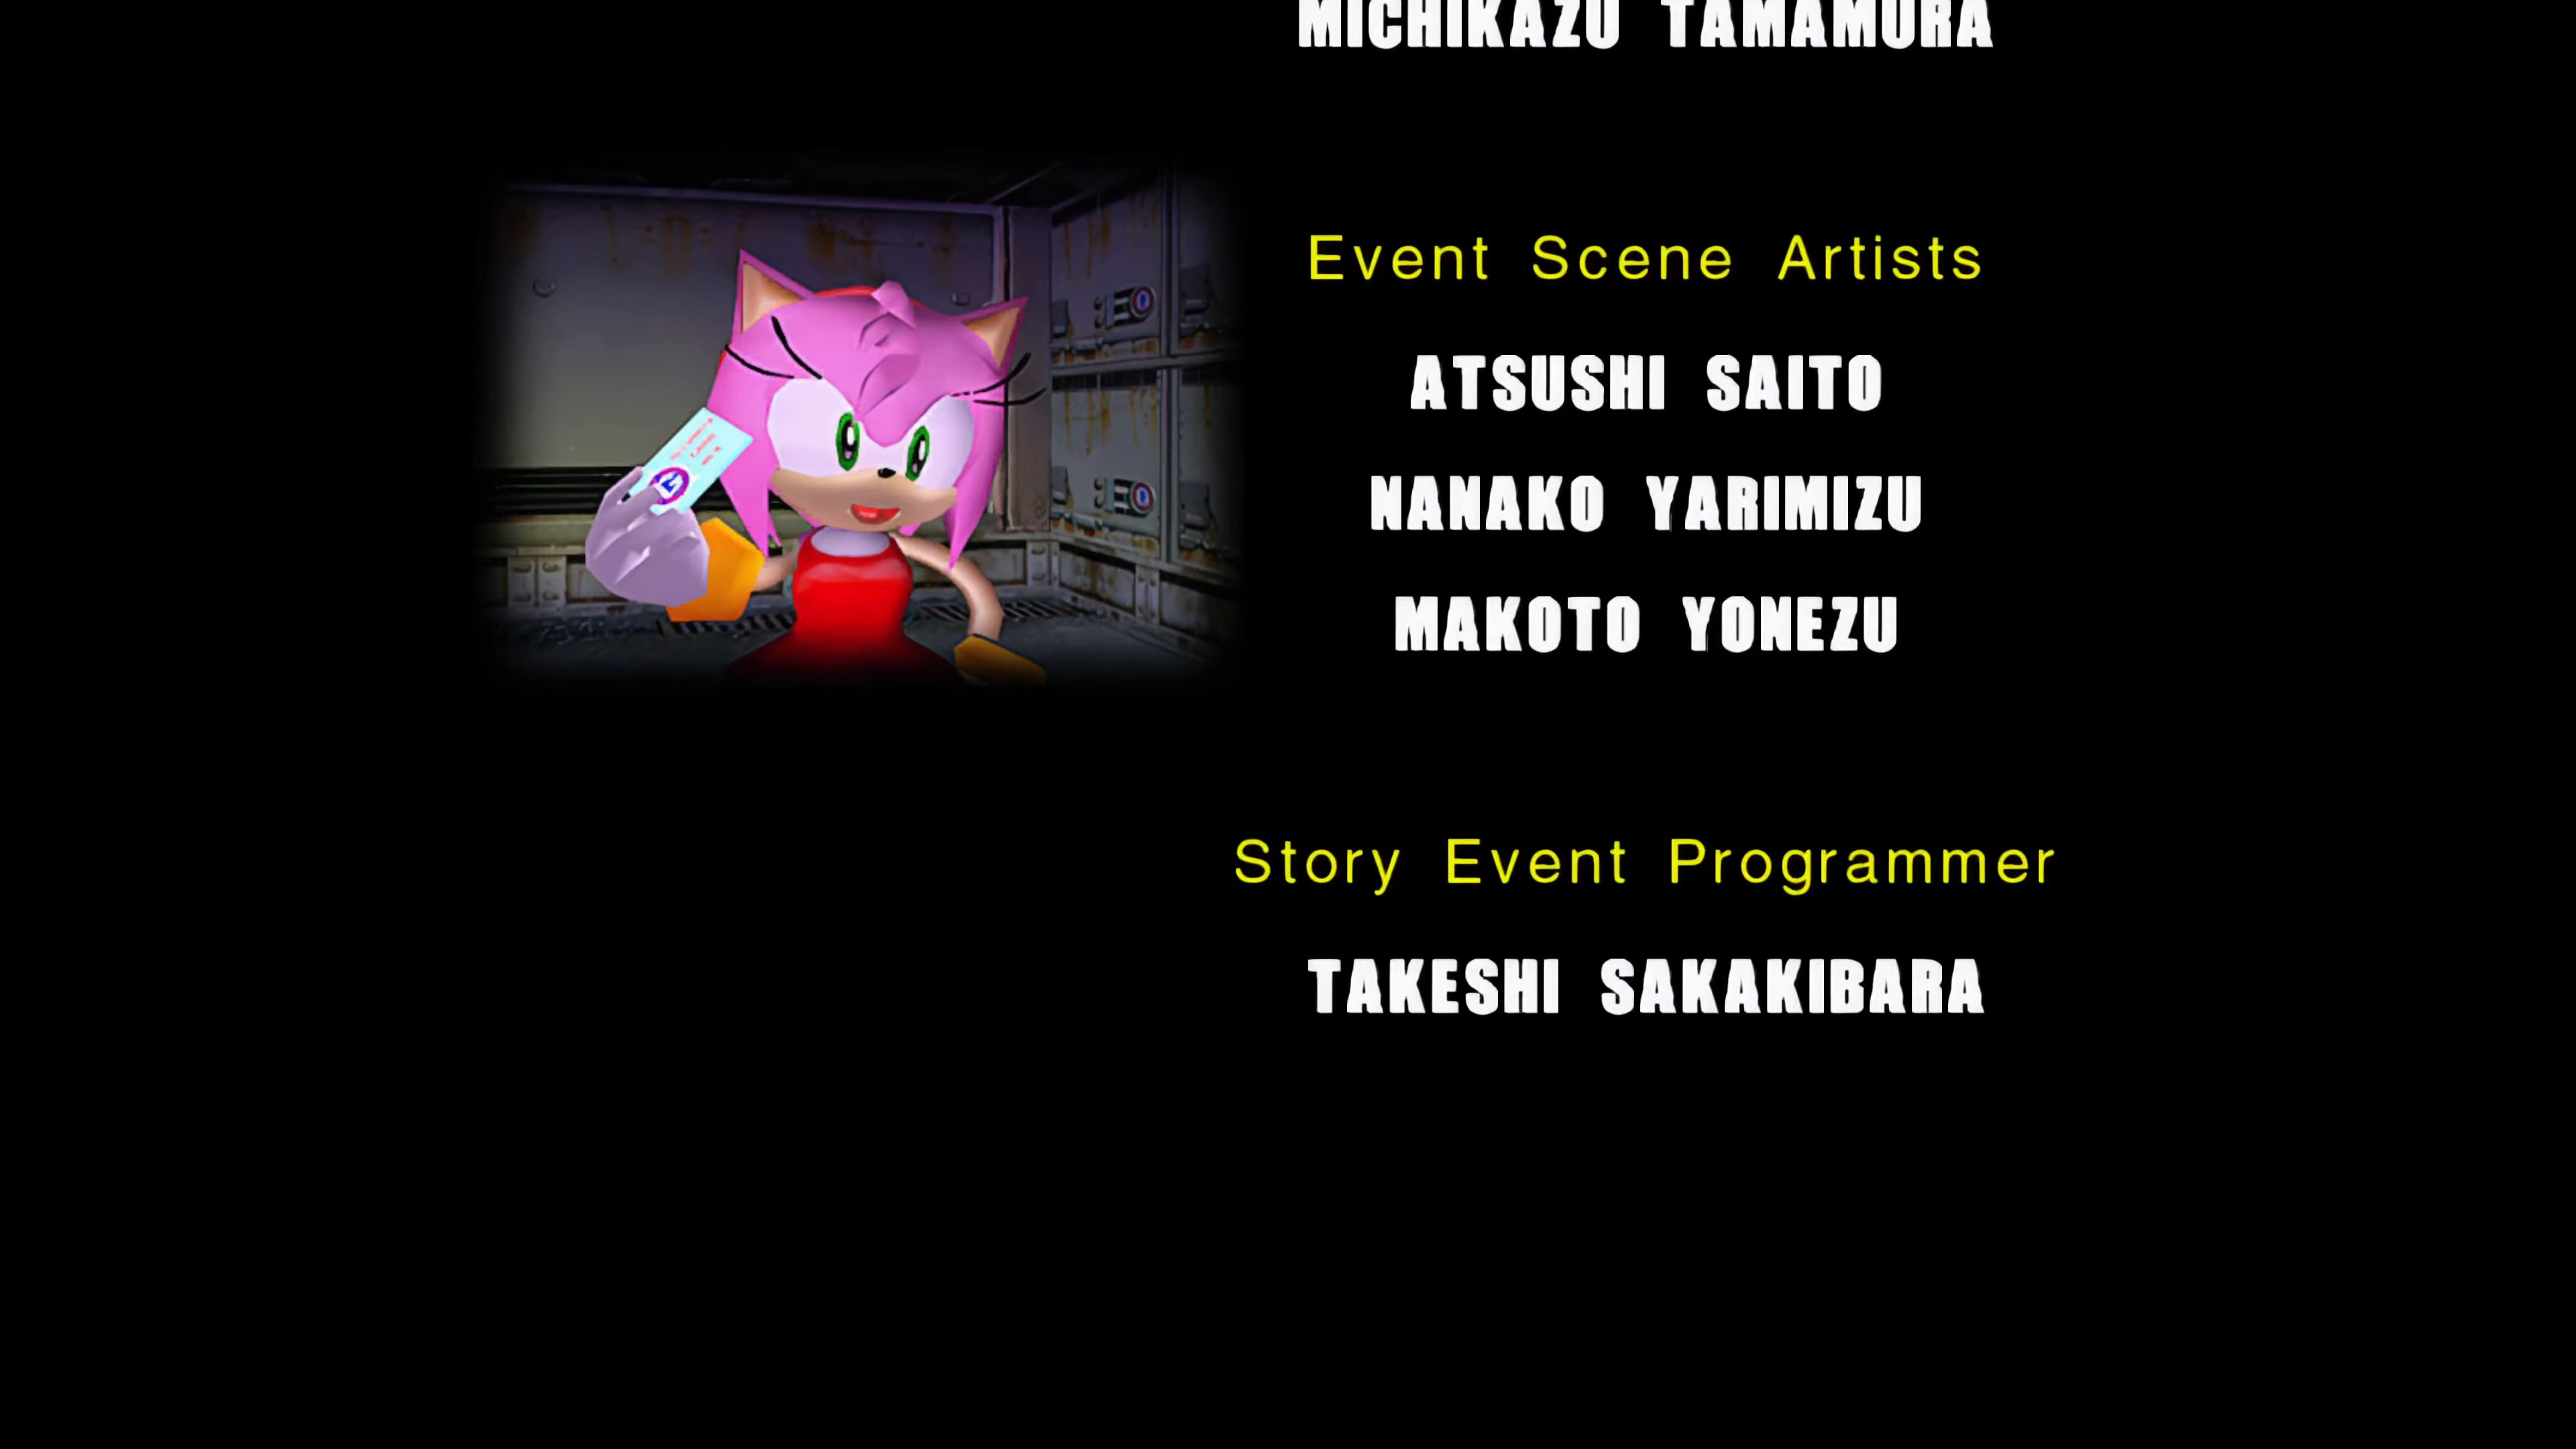 MICHIKAZU TAMAMURA
Event Scene Artists
ATSUSHI SAITO
NANAKO YARIMIZU
MAKOTO YONEZU
Story Event Programmer
TAKESHI SAKAKIBARA